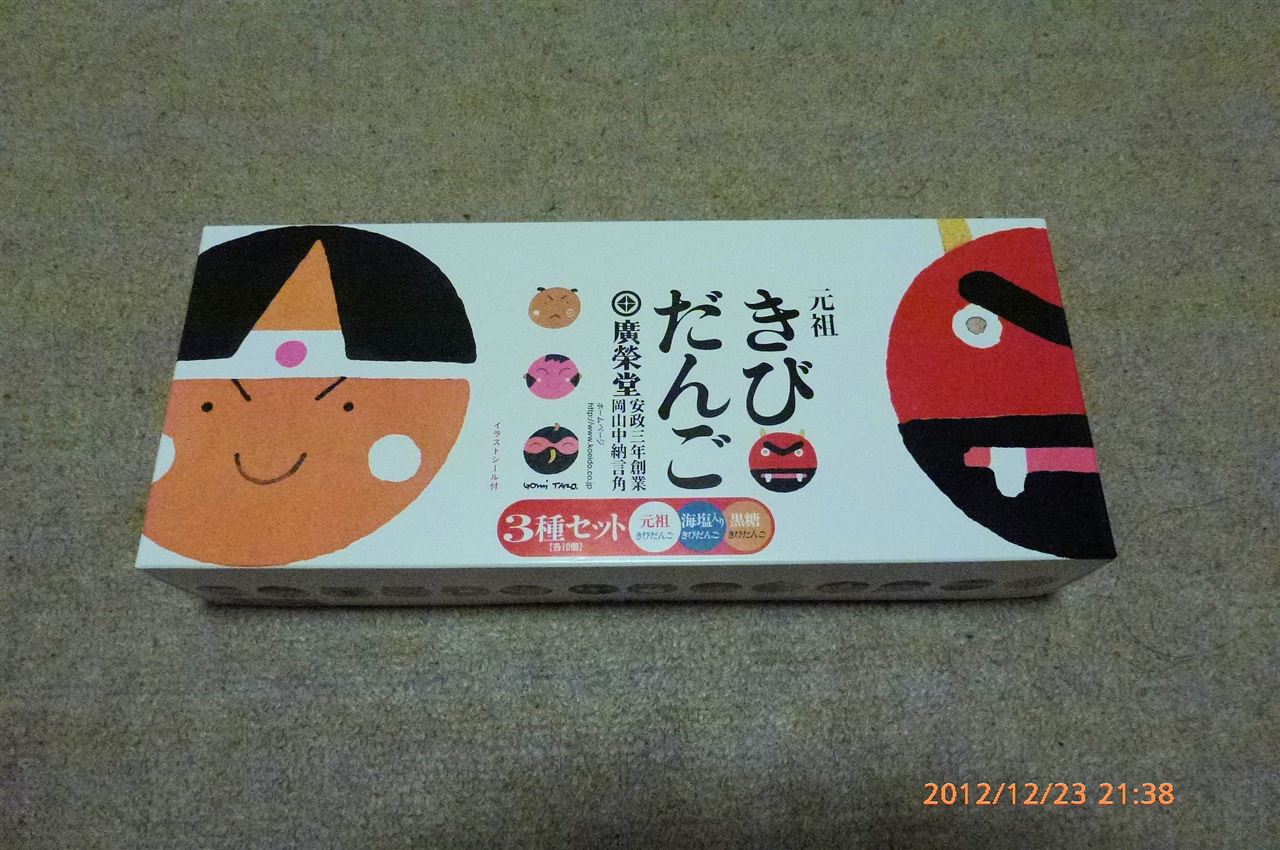 元祖
きび
だんご
廣榮堂
安政三年創業
岡山中納言角
ホームページ
http://www.koeido.co.jp
イラストシール付
GOMI TARO.
3種セット
【各10個】
元祖
きびだんご
海塩入り
きびだんご
黒糖
きびだんご
2012/12/23 21:38